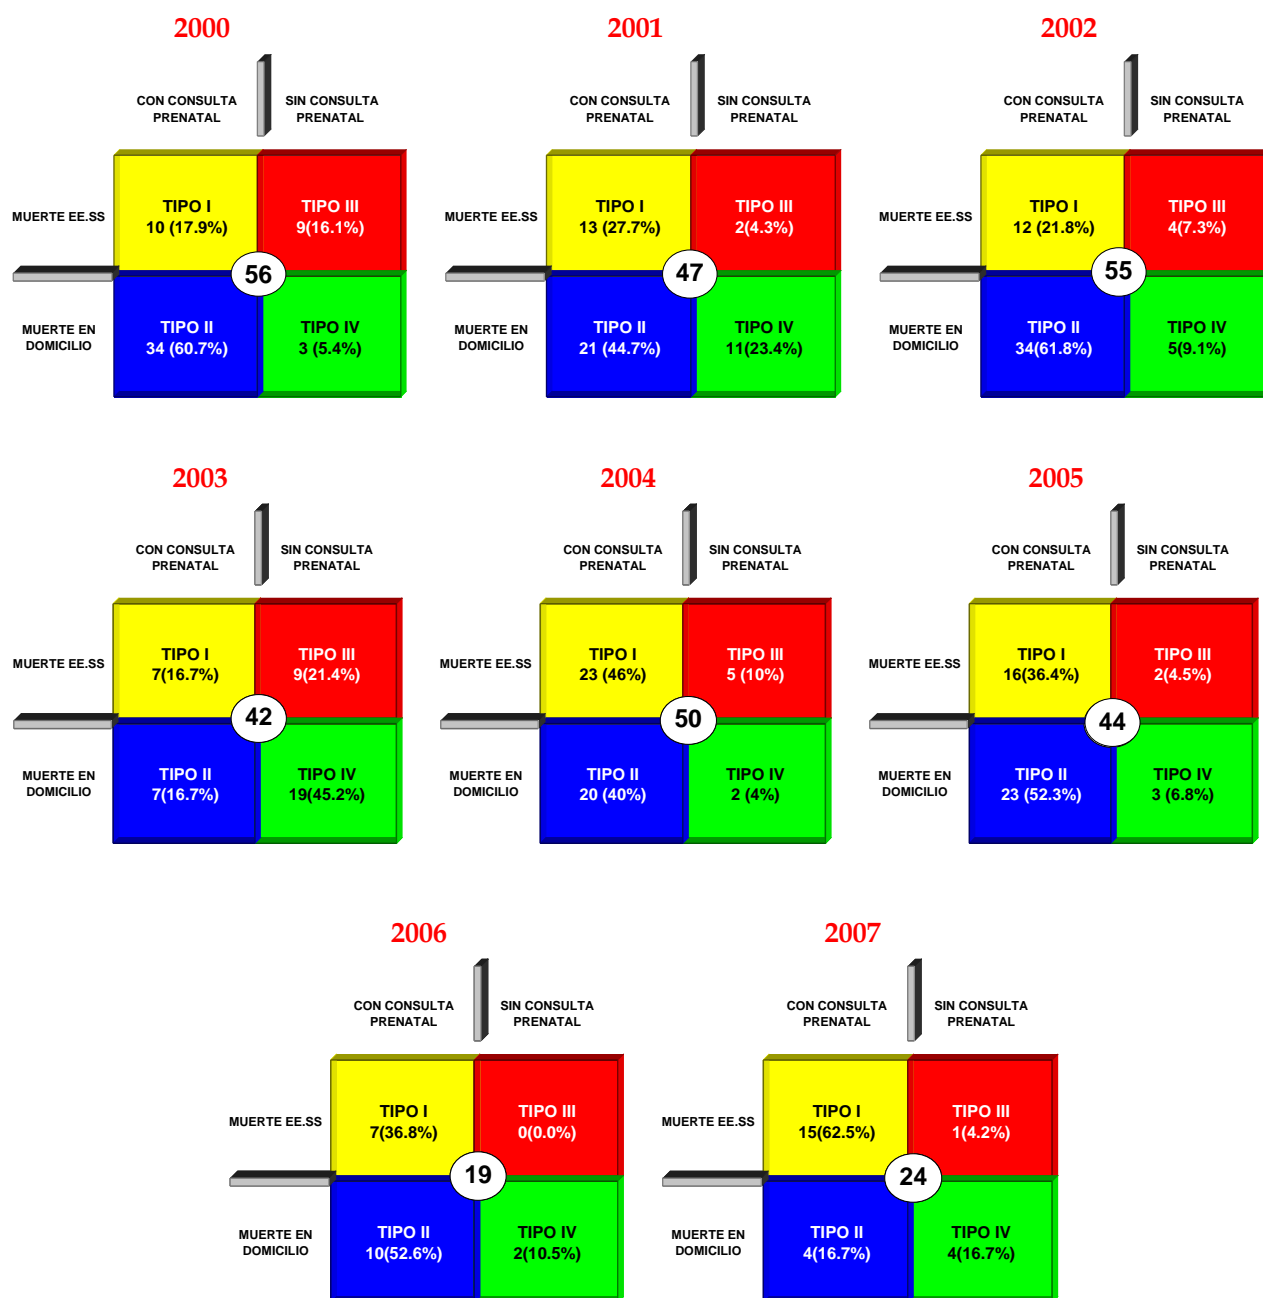 2000
CON CONSULTA
PRENATAL
SIN CONSULTA
PRENATAL
MUERTE EE.SS
TIPO I
10 (17.9%)
TIPO III
9(16.1%)
56
MUERTE EN
DOMICILIO
TIPO II
34 (60.7%)
TIPO IV
3 (5.4%)
2001
CON CONSULTA
PRENATAL
SIN CONSULTA
PRENATAL
MUERTE EE.SS
TIPO I
13 (27.7%)
TIPO III
2(4.3%)
47
MUERTE EN
DOMICILIO
TIPO II
21 (44.7%)
TIPO IV
11(23.4%)
2002
CON CONSULTA
PRENATAL
SIN CONSULTA
PRENATAL
MUERTE EE.SS
TIPO I
12 (21.8%)
TIPO III
4(7.3%)
55
MUERTE EN
DOMICILIO
TIPO II
34(61.8%)
TIPO IV
5(9.1%)
2003
CON CONSULTA
PRENATAL
SIN CONSULTA
PRENATAL
MUERTE EE.SS
TIPO I
7(16.7%)
TIPO III
9(21.4%)
42
MUERTE EN
DOMICILIO
TIPO II
7(16.7%)
TIPO IV
19(45.2%)
2004
CON CONSULTA
PRENATAL
SIN CONSULTA
PRENATAL
MUERTE EE.SS
TIPO I
23 (46%)
TIPO III
5 (10%)
50
MUERTE EN
DOMICILIO
TIPO II
20 (40%)
TIPO IV
2 (4%)
2005
CON CONSULTA
PRENATAL
SIN CONSULTA
PRENATAL
MUERTE EE.SS
TIPO I
16(36.4%)
TIPO III
2(4.5%)
44
MUERTE EN
DOMICILIO
TIPO II
23 (52.3%)
TIPO IV
3 (6.8%)
2006
CON CONSULTA
PRENATAL
SIN CONSULTA
PRENATAL
MUERTE EE.SS
TIPO I
7(36.8%)
TIPO III
0(0.0%)
19
MUERTE EN
DOMICILIO
TIPO II
10(52.6%)
TIPO IV
2(10.5%)
2007
CON CONSULTA
PRENATAL
SIN CONSULTA
PRENATAL
MUERTE EE.SS
TIPO I
15(62.5%)
TIPO III
1(4.2%)
24
MUERTE EN
DOMICILIO
TIPO II
4(16.7%)
TIPO IV
4(16.7%)